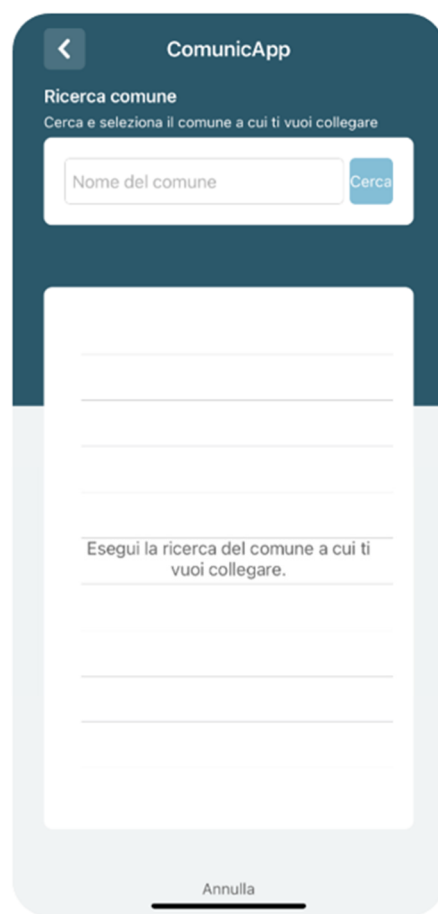 ComunicApp
Ricerca comune
Cerca e seleziona il comune a cui ti vuoi collegare
Nome del comune
Cerca
Esegui la ricerca del comune a cui ti
vuoi collegare.
Annulla